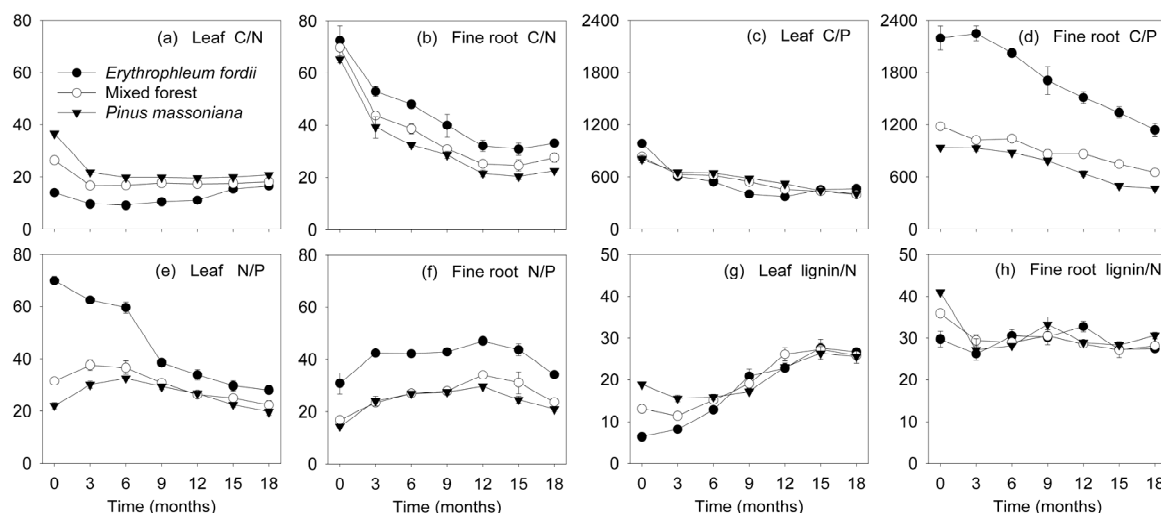 (a) Leaf C/N
Erythrophleum fordii
Mixed forest
Pinus massoniana
80
60
40
20
0
(b) Fine root C/N
80
60
40
20
0
(c) Leaf C/P
2400
1800
1200
600
0
(d) Fine root C/P
2400
1800
1200
600
0
(e) Leaf N/P
80
60
40
20
0
0 3 6 9 12 15 18
Time (months)
(f) Fine root N/P
80
60
40
20
0
0 3 6 9 12 15 18
Time (months)
(g) Leaf lignin/N
50
40
30
20
10
0
0 3 6 9 12 15 18
Time (months)
(h) Fine root lignin/N
50
40
30
20
10
0
0 3 6 9 12 15 18
Time (months)